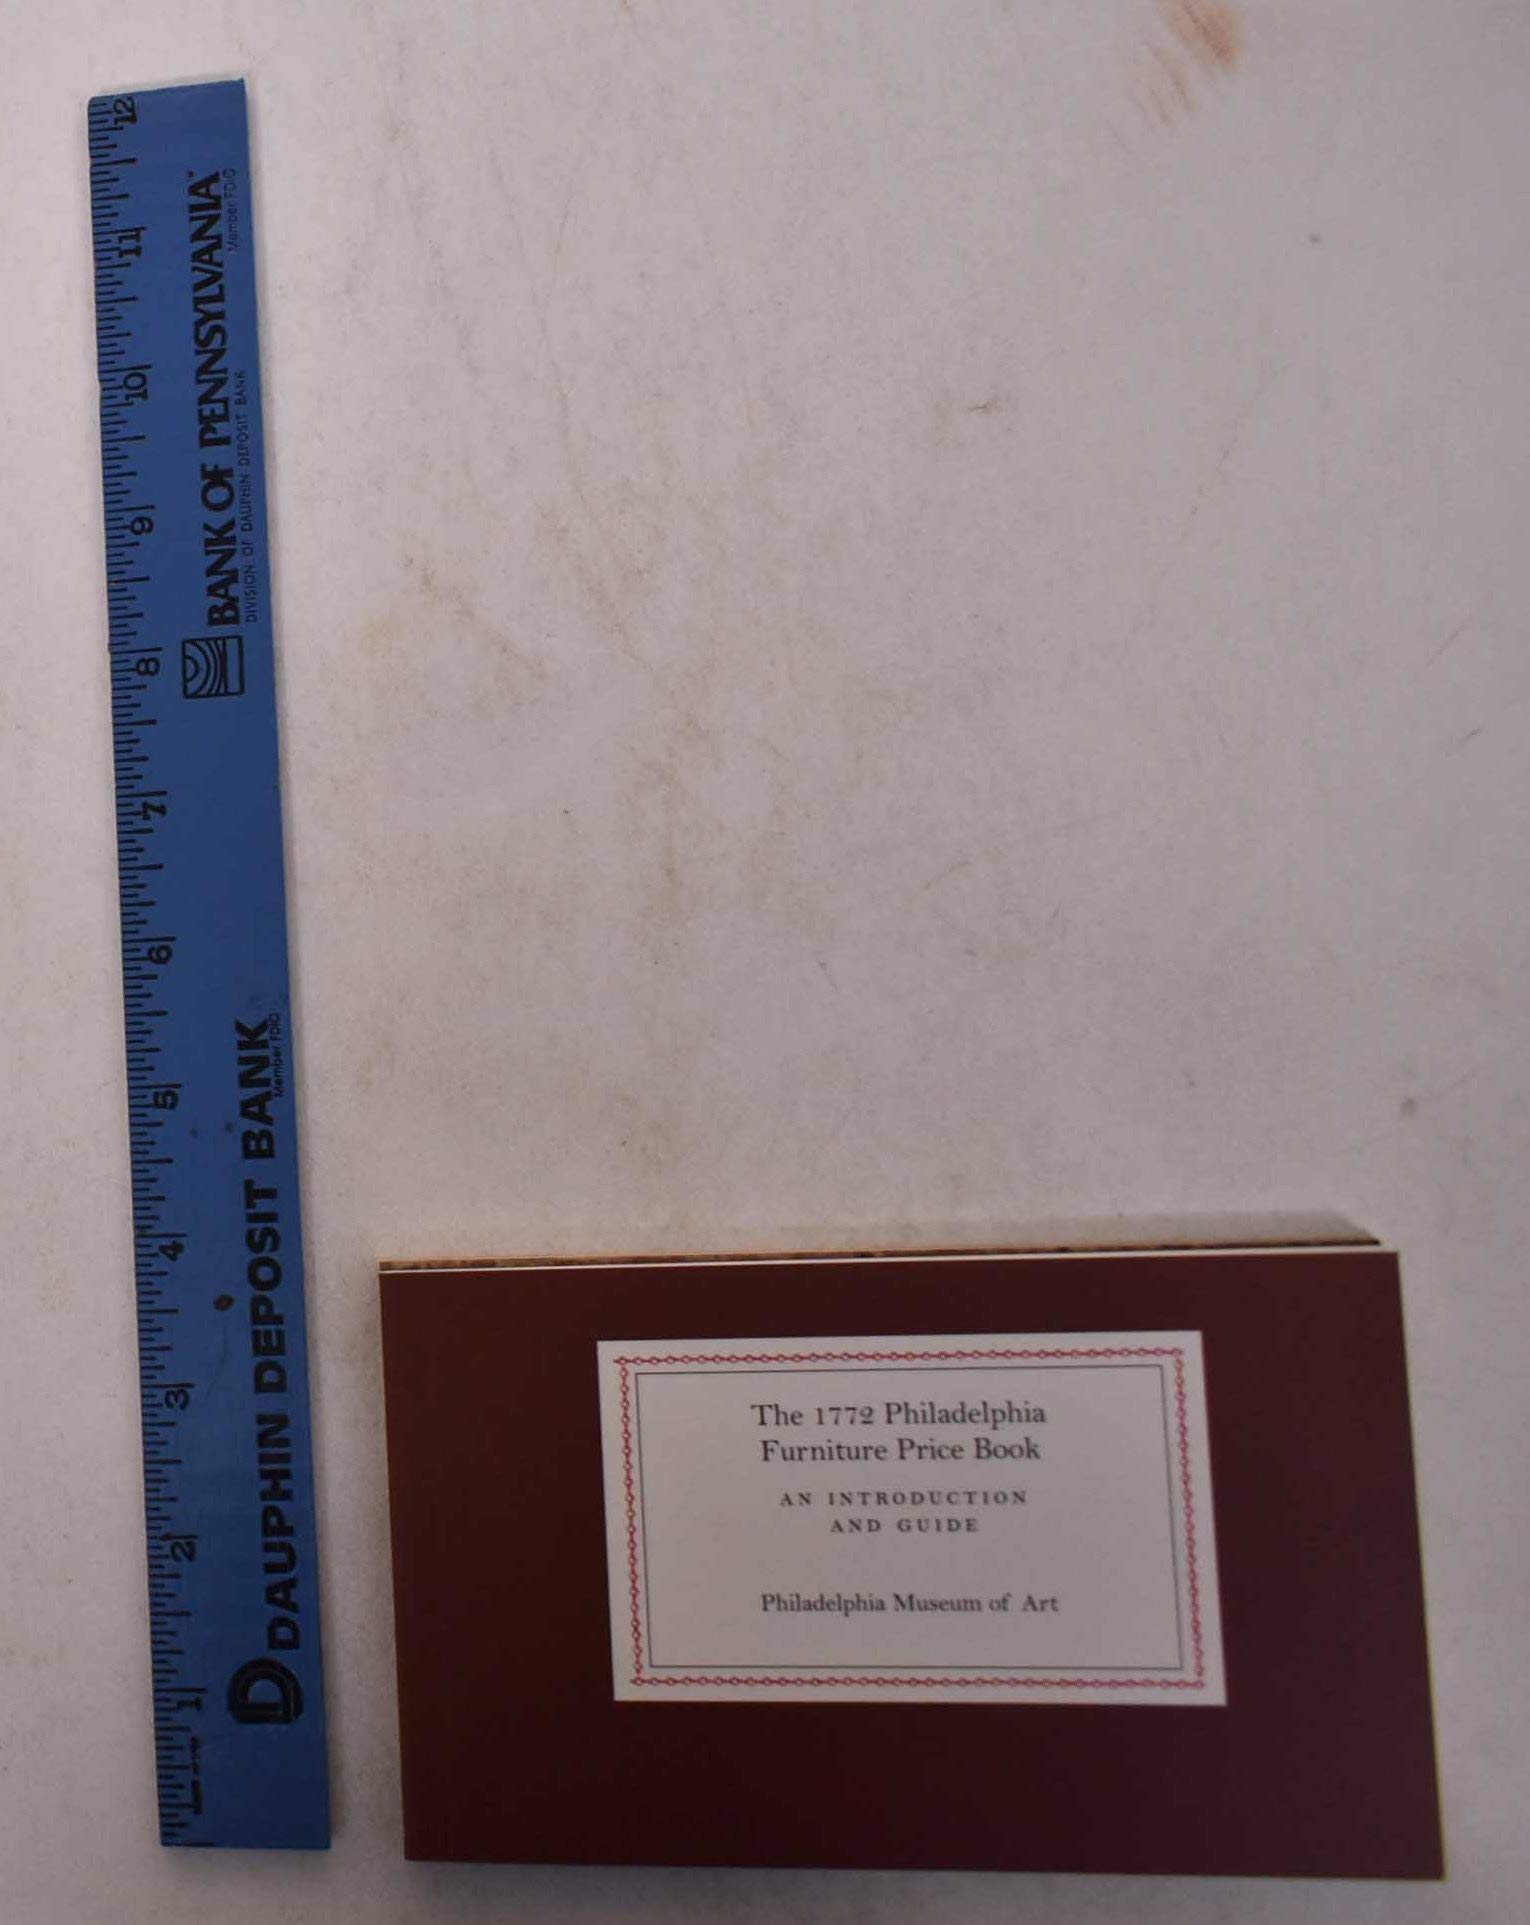 12
11
10
9
8
7
6
5
4
3
2
1
BANK OF PENNSYLVANIA™
Member FDIC
DIVISION OF DAUPHIN DEPOSIT BANK
D DAUPHIN DEPOSIT BANK
Member FDIC
The 1772 Philadelphia
Furniture Price Book
AN INTRODUCTION
AND GUIDE
Philadelphia Museum of Art